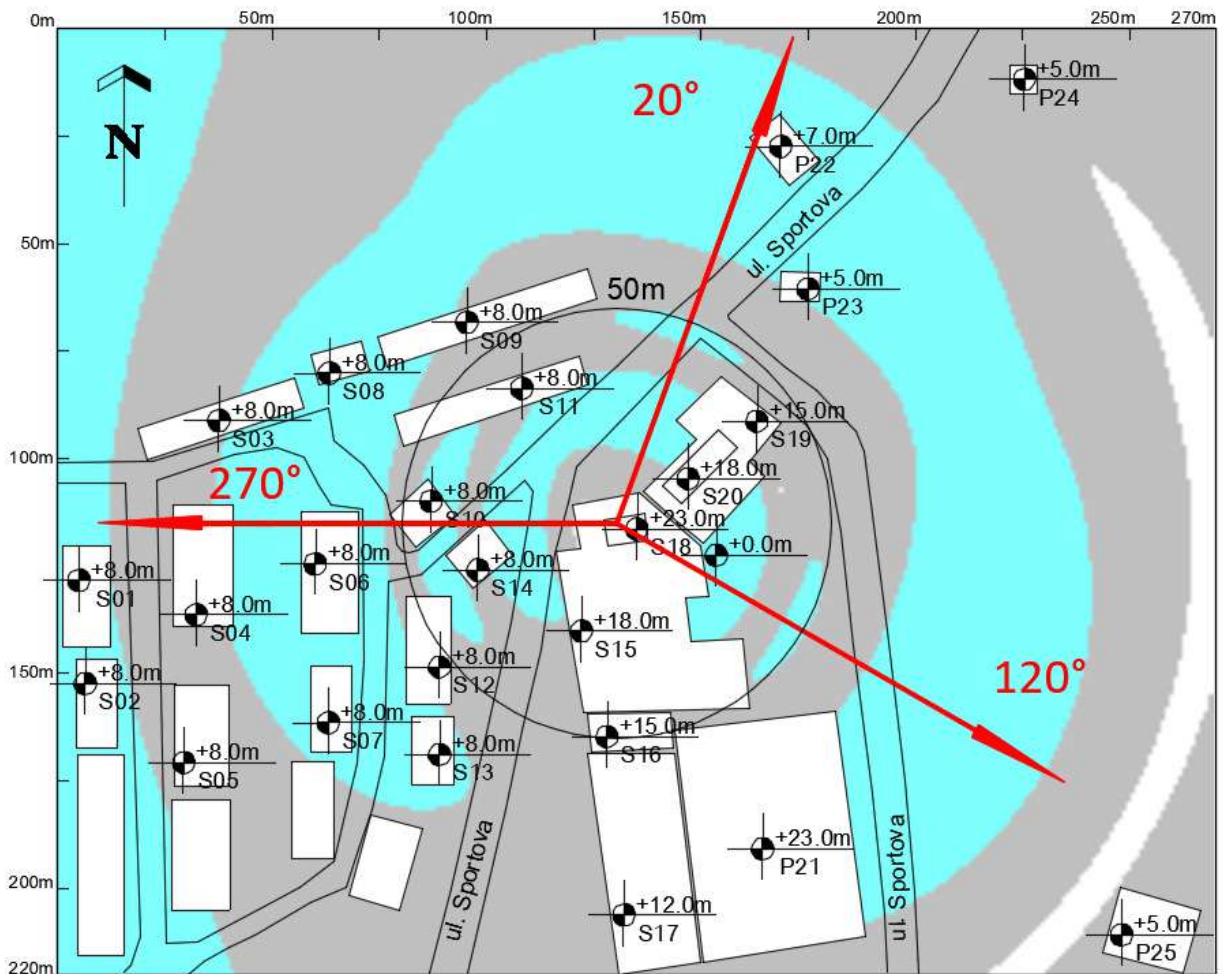 0m
50m
100m
150m
200m
250m
270m
+5.0m
P24
N
20°
+7.0m
P22
ul. Sportova
50m
+5.0m
P23
50m
+8.0m
S09
+8.0m
S08
+8.0m
S11
+8.0m
S03
+15.0m
S19
100m
270°
+18.0m
S20
+8.0m
S10
+23.0m
S18
+0.0m
+8.0m
S06
+8.0m
S14
+8.0m
S01
+8.0m
S04
+18.0m
S15
150m
+8.0m
S12
120°
+8.0m
S02
+8.0m
S07
+15.0m
S16
+8.0m
S13
+8.0m
S05
ul. Sportova
ul. Sportova
+23.0m
P21
200m
+12.0m
S17
+5.0m
P25
220m